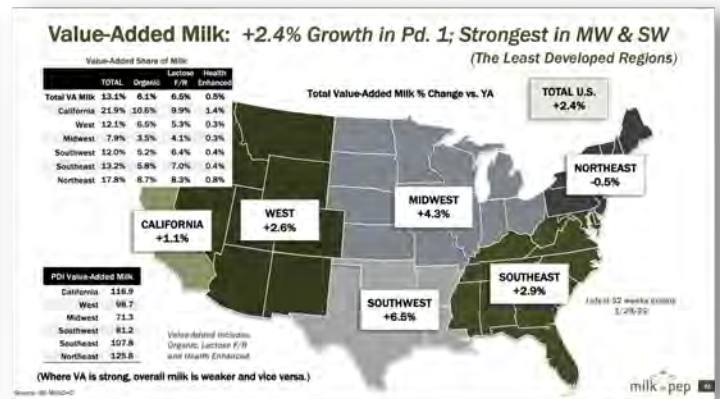 Value-Added Milk: +2.4% Growth in Pd. 1; Strongest in MW & SW
(The Least Developed Regions)
Value-Added Share of Milk
TOTAL Organic Lactose F/R Health Enhanced
Total VA Milk 13.1% 6.1% 6.5% 0.5%
California 21.9% 10.6% 9.9% 1.4%
West 12.1% 6.5% 5.3% 0.3%
Midwest 7.9% 3.5% 4.1% 0.3%
Southwest 12.0% 5.2% 6.4% 0.4%
Southeast 13.2% 5.8% 7.0% 0.4%
Northeast 17.8% 8.7% 8.3% 0.8%
Total Value-Added Milk % Change vs. YA
TOTAL U.S.
+2.4%
NORTHEAST
-0.5%
MIDWEST
+4.3%
WEST
+2.6%
CALIFORNIA
+1.1%
SOUTHEAST
+2.9%
SOUTHWEST
+6.5%
PDI Value-Added Milk
California 116.9
West 98.7
Midwest 71.3
Southwest 81.2
Southeast 107.8
Northeast 125.8
Value-Added includes
Organic, Lactose F/R
and Health Enhanced
52 weeks
(Where VA is strong, overall milk is weaker and vice versa.)
milk pep